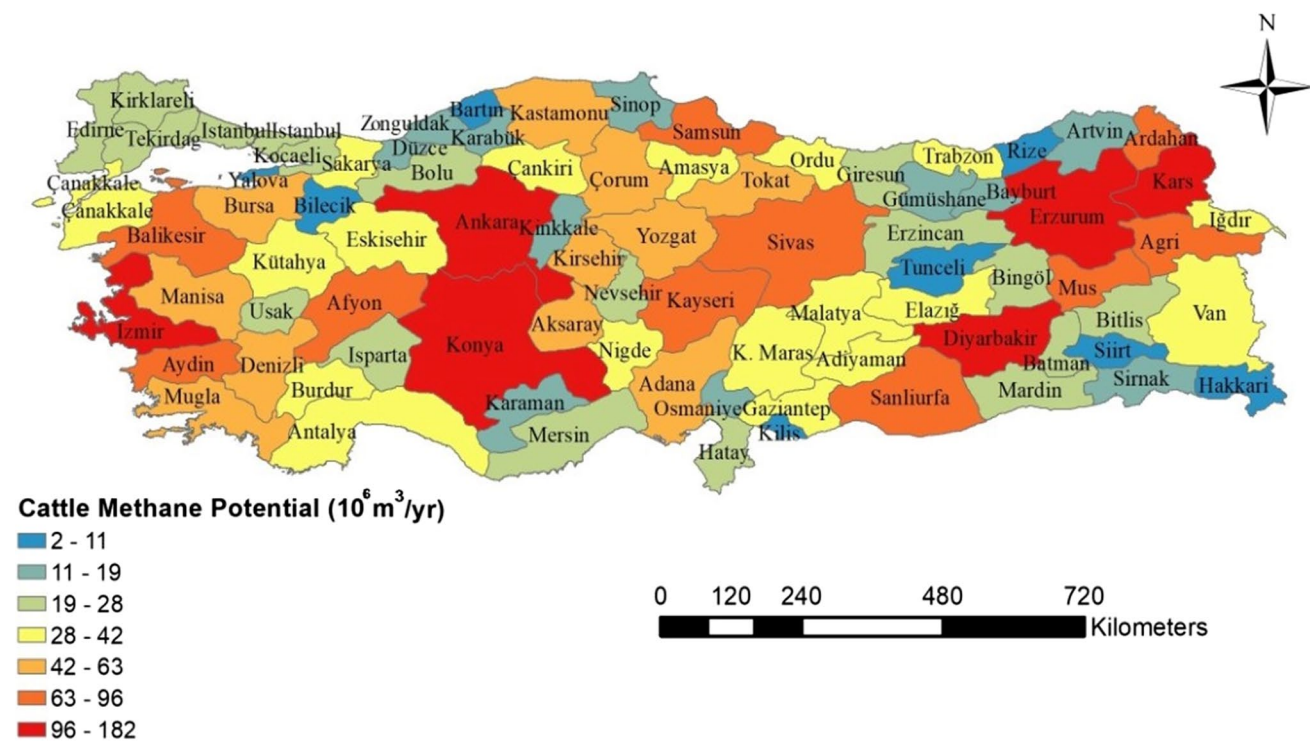 N
Kirklareli
Edirne
Tekirdag
Istanbul
Istanbul
Kocaeli
Sakarya
Yalova
Zonguldak
Bartın
Karabük
Düzce
Bolu
Kastamonu
Sinop
Samsun
Cankiri
Çorum
Amasya
Tokat
Ordu
Giresun
Trabzon
Gümüshane
Bayburt
Rize
Artvin
Ardahan
Kars
Erzurum
Iğdır
Agri
Çanakkale
Çanakkale
Balikesir
Bursa
Bilecik
Eskisehir
Kütahya
Ankara
Kinkkale
Kirsehir
Yozgat
Sivas
Erzincan
Tunceli
Bingöl
Mus
Bitlis
Van
Manisa
Usak
Afyon
Izmir
Aydin
Denizli
Mugla
Isparta
Burdur
Antalya
Konya
Aksaray
Nevsehir
Kayseri
Nigde
Karaman
Mersin
Adana
Osmaniye
Hatay
K. Maras
Malatya
Elazığ
Adiyaman
Gaziantep
Kilis
Sanliurfa
Diyarbakir
Batman
Mardin
Siirt
Sirnak
Hakkari
Cattle Methane Potential (10⁶m³/yr)
2 - 11
11 - 19
19 - 28
28 - 42
42 - 63
63 - 96
96 - 182
0 120 240 480 720
Kilometers